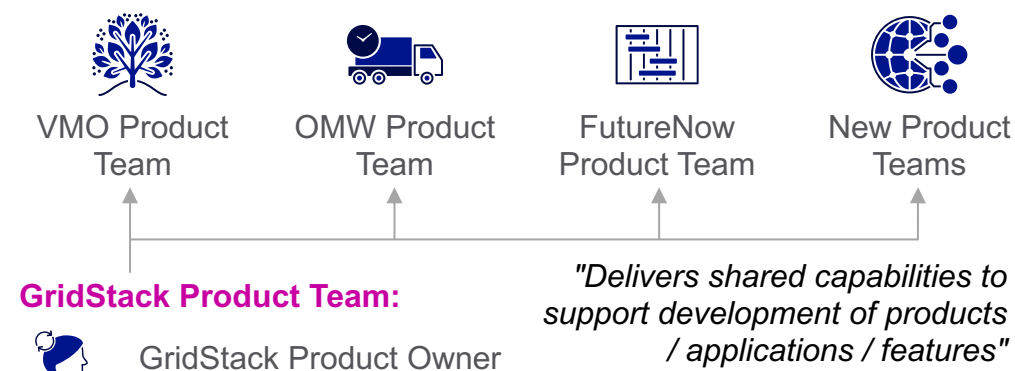 VMO Product
Team
OMW Product
Team
FutureNow
Product Team
New Product
Teams
GridStack Product Team:
"Delivers shared capabilities to
support development of products
/ applications / features"
GridStack Product Owner